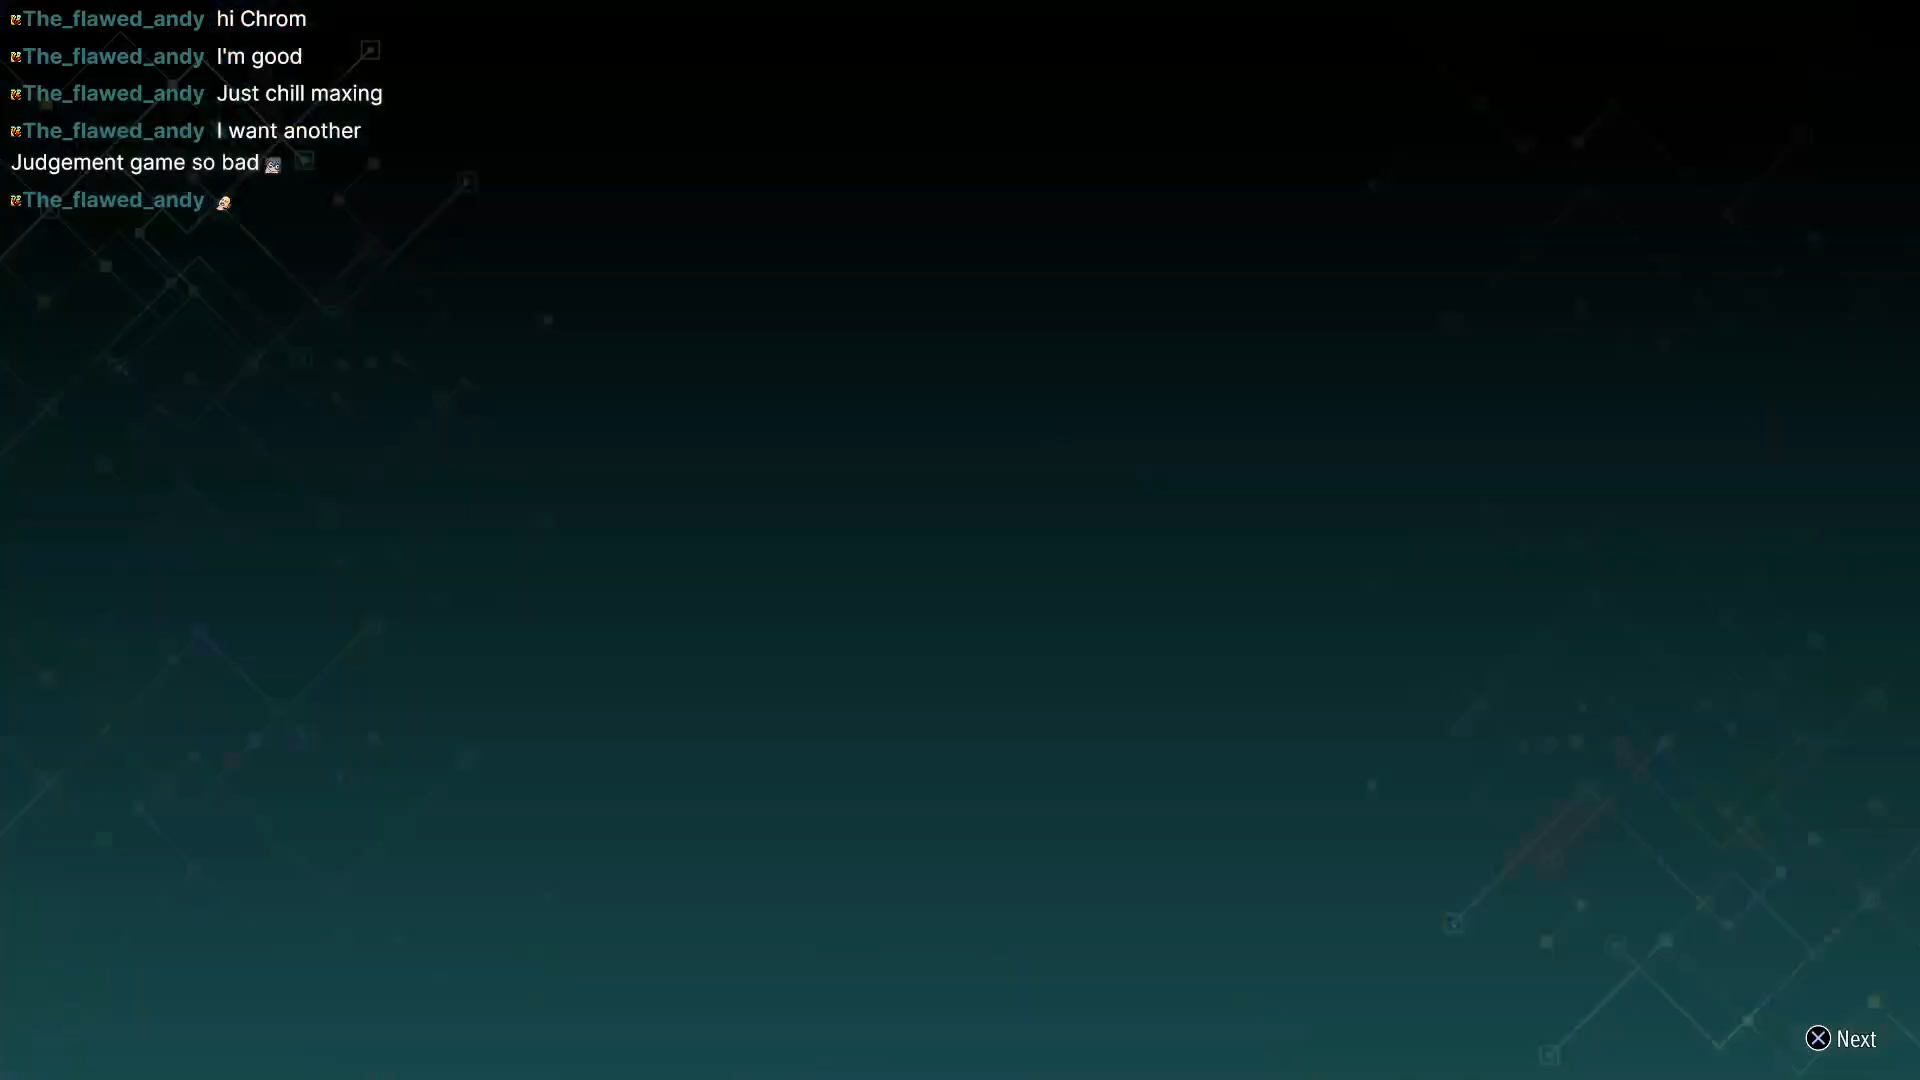 The_flawed_andy hi Chrom
The_flawed_andy I'm good
The_flawed_andy Just chill maxing
The_flawed_andy I want another
Judgement game so bad
The_flawed_andy
Next